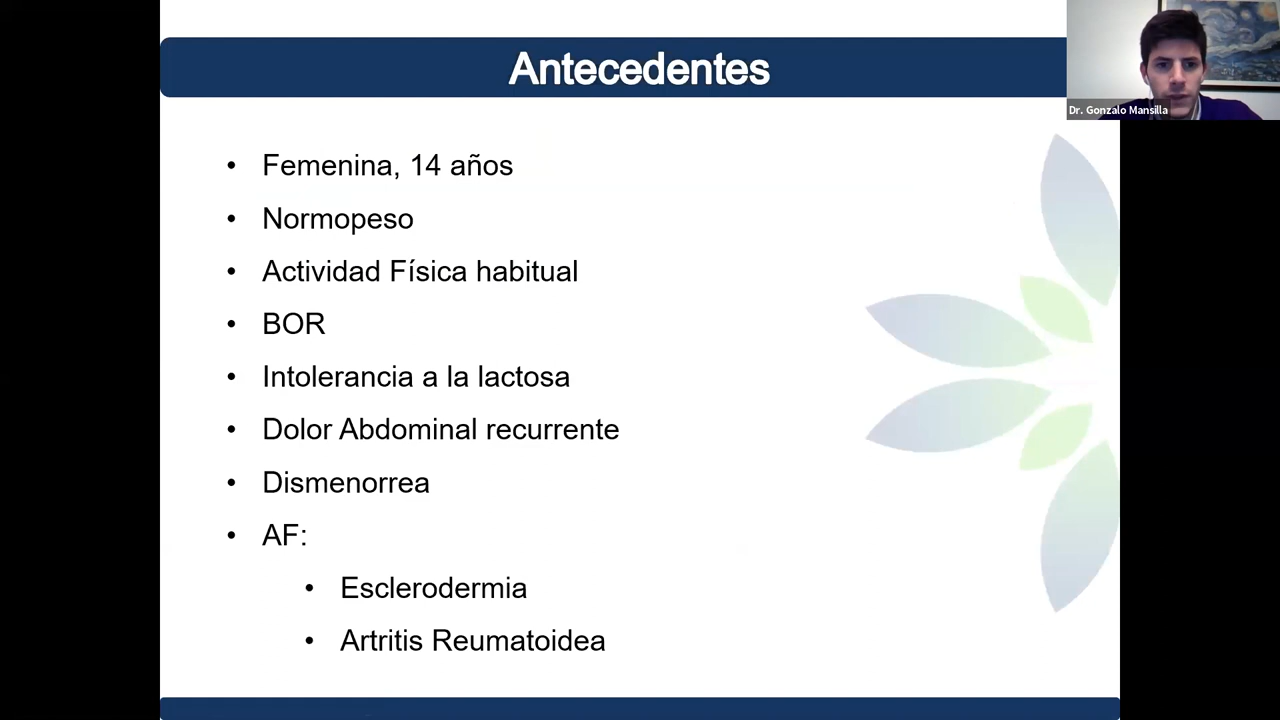 Antecedentes
Dr. Gonzalo Mansilla
• Femenina, 14 años
• Normopeso
• Actividad Física habitual
• BOR
• Intolerancia a la lactosa
• Dolor Abdominal recurrente
• Dismenorrea
• AF:
• Esclerodermia
• Artritis Reumatoidea